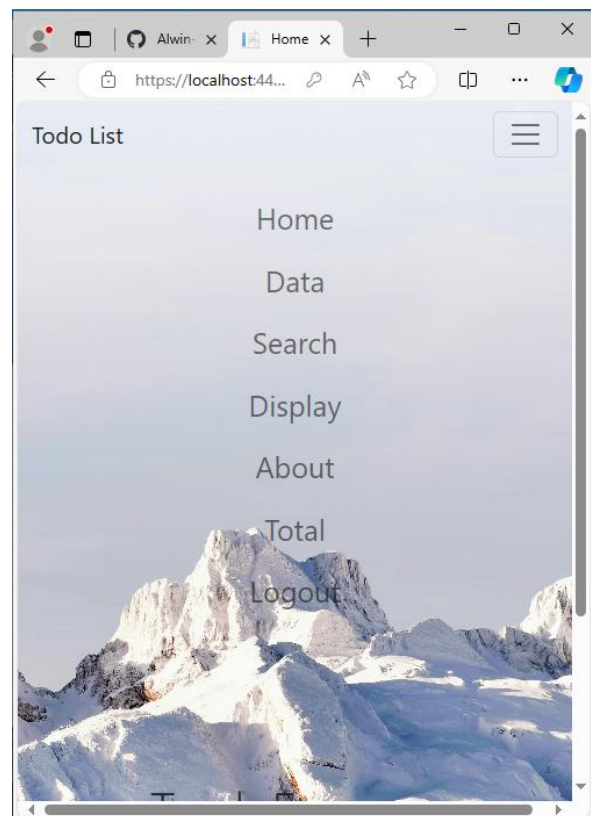 Alwin- Home
https://localhost:44...
Todo List
Home
Data
Search
Display
About
Total
Logout